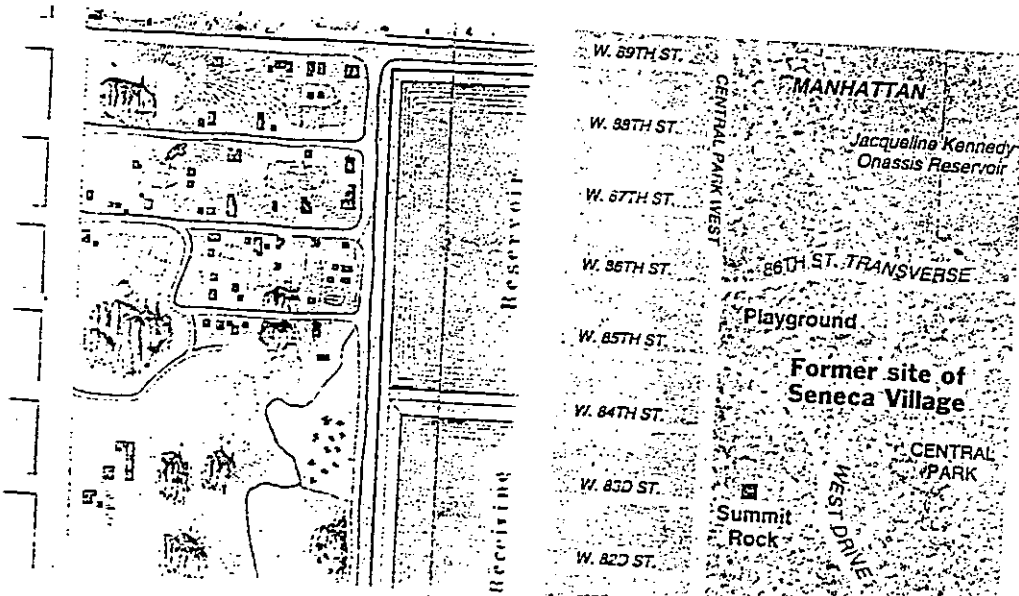 Receiving Reservoir
W. 89TH ST.
CENTRAL PARK WEST
MANHATTAN
W. 88TH ST.
Jacqueline Kennedy
Onassis Reservoir
W. 87TH ST.
W. 86TH ST.
86TH ST. TRANSVERSE
Playground
W. 85TH ST.
Former site of
Seneca Village
W. 84TH ST.
CENTRAL
PARK
W. 83D ST.
WEST DRIVE
Summit
Rock
W. 82D ST.